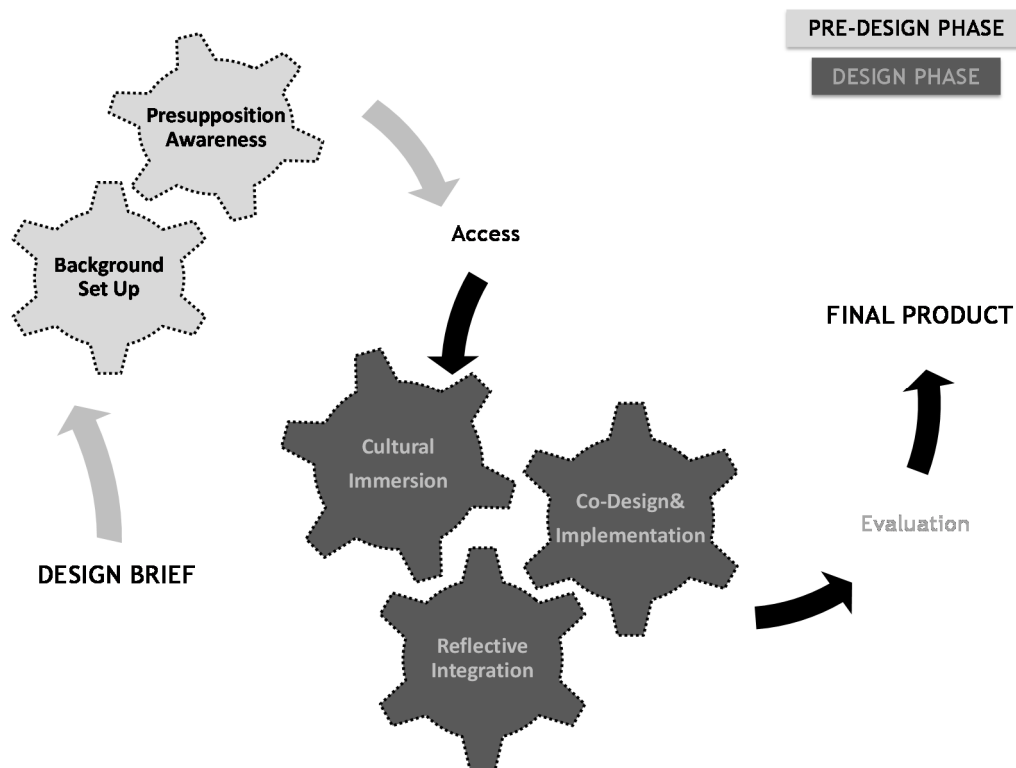 PRE-DESIGN PHASE
DESIGN PHASE
Presupposition
Awareness
Background
Set Up
Access
DESIGN BRIEF
Cultural
Immersion
Co-Design&
Implementation
Reflective
Integration
Evaluation
FINAL PRODUCT